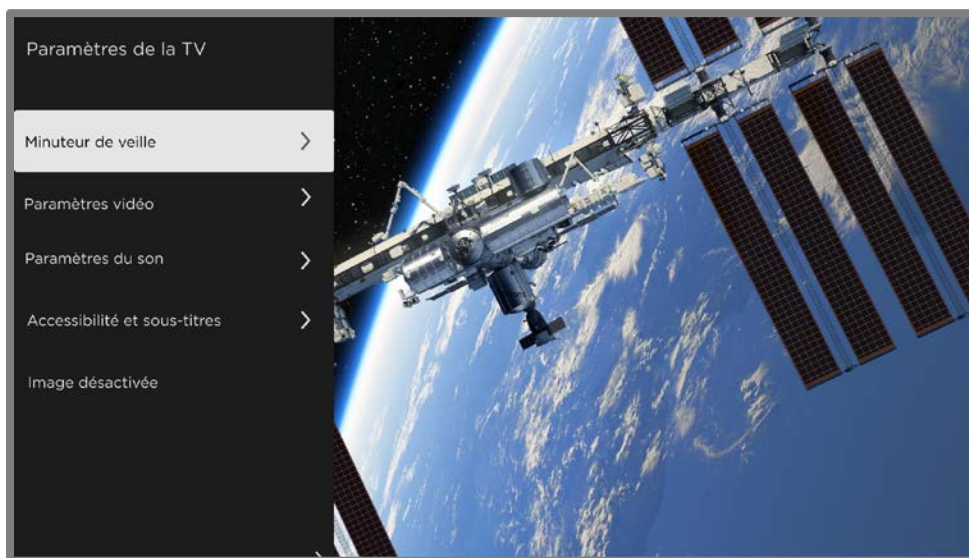 Paramètres de la TV
Minuteur de veille
Paramètres vidéo
Paramètres du son
Accessibilité et sous-titres
Image désactivée